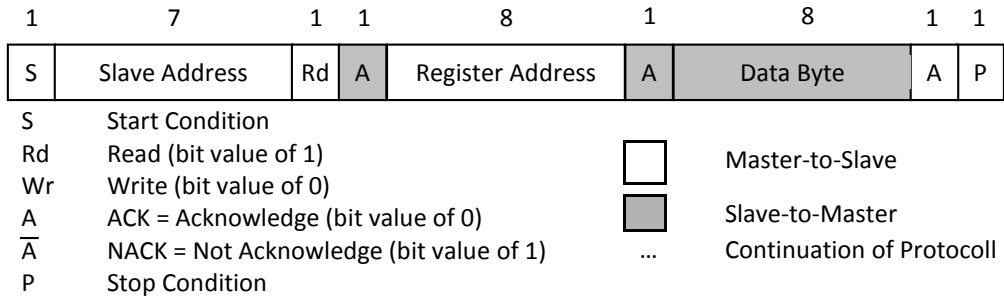 1 7 1 1 8 1 8 1 1
S Slave Address Rd A Register Address A Data Byte A P
S Start Condition
Rd Read (bit value of 1)
Master-to-Slave
Wr Write (bit value of 0)
A ACK = Acknowledge (bit value of 0)
Slave-to-Master
A̅ NACK = Not Acknowledge (bit value of 1)
... Continuation of Protocoll
P Stop Condition